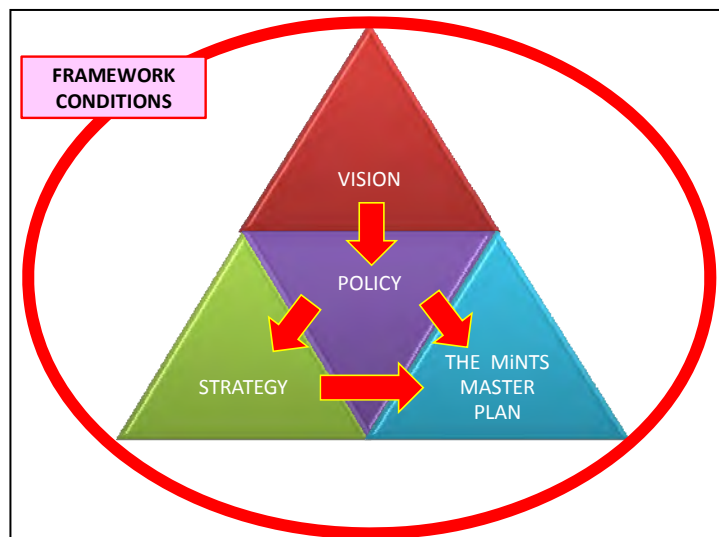 FRAMEWORK
CONDITIONS
VISION
POLICY
STRATEGY
THE MiNTS
MASTER
PLAN